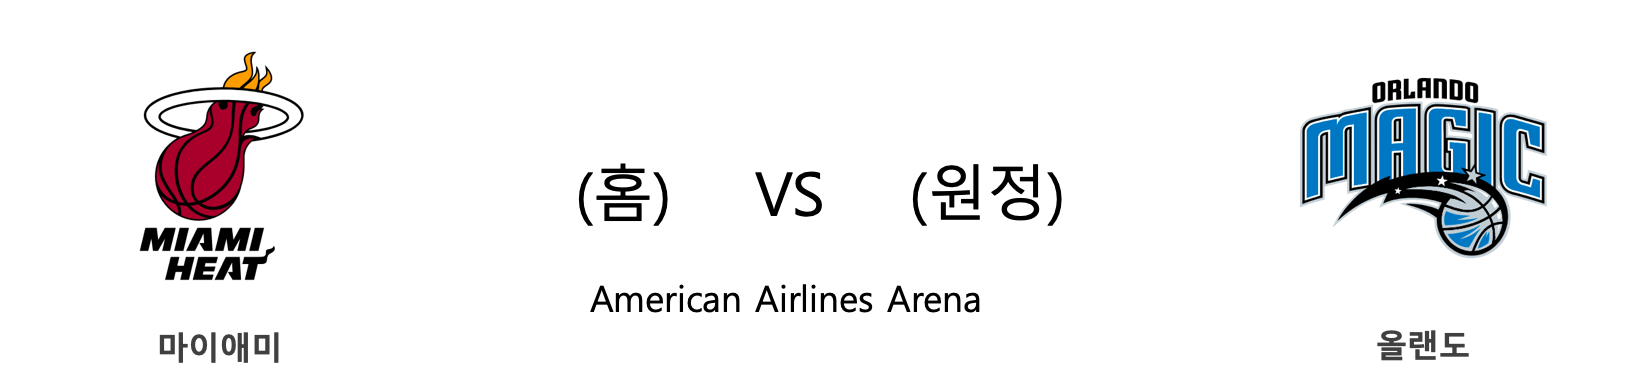 MIAMI
HEAT
마이애미
(홈) VS (원정)
American Airlines Arena
ORLANDO
MAGIC
올랜도